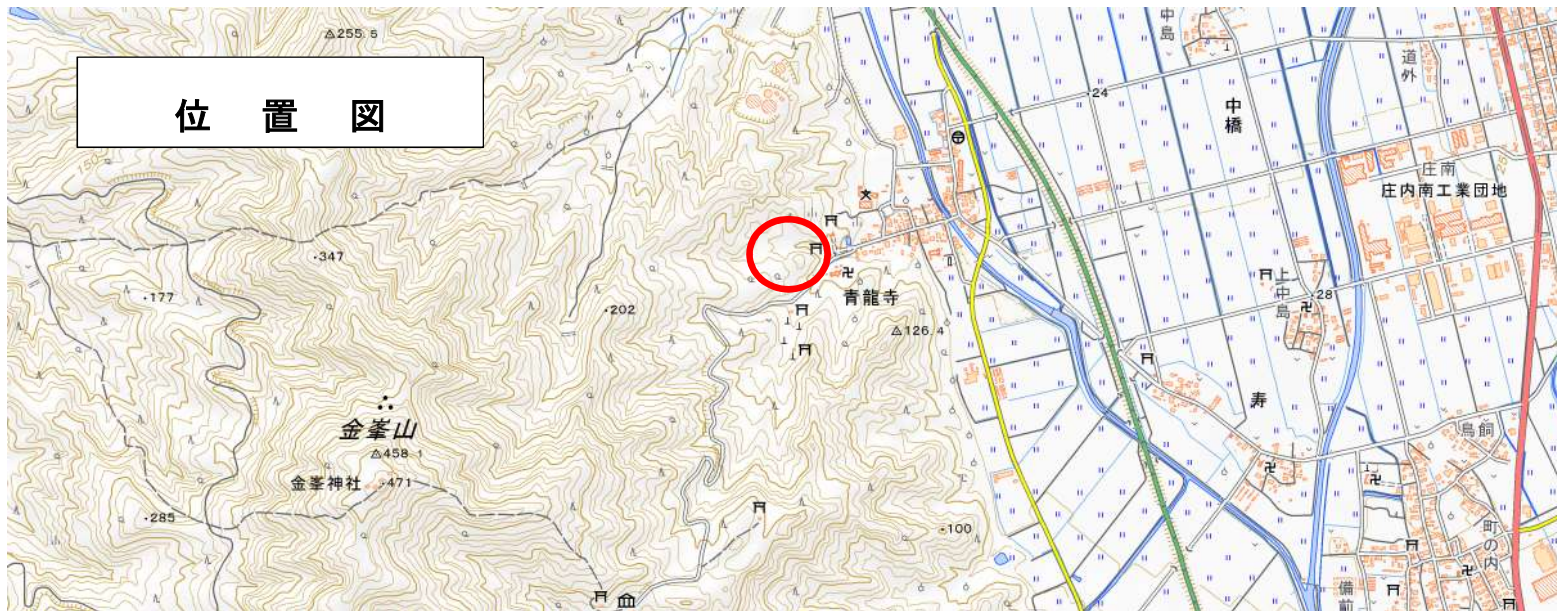 位置図
△255.5
150
・347
・177
・202
金峯山
△458.1
金峯神社
・471
・285
青龍寺
△126.4
・100
中島
・24
中橋
道外
庄南
庄内南工業団地
25
上中島
・28
寿
鳥飼
町の内
備前